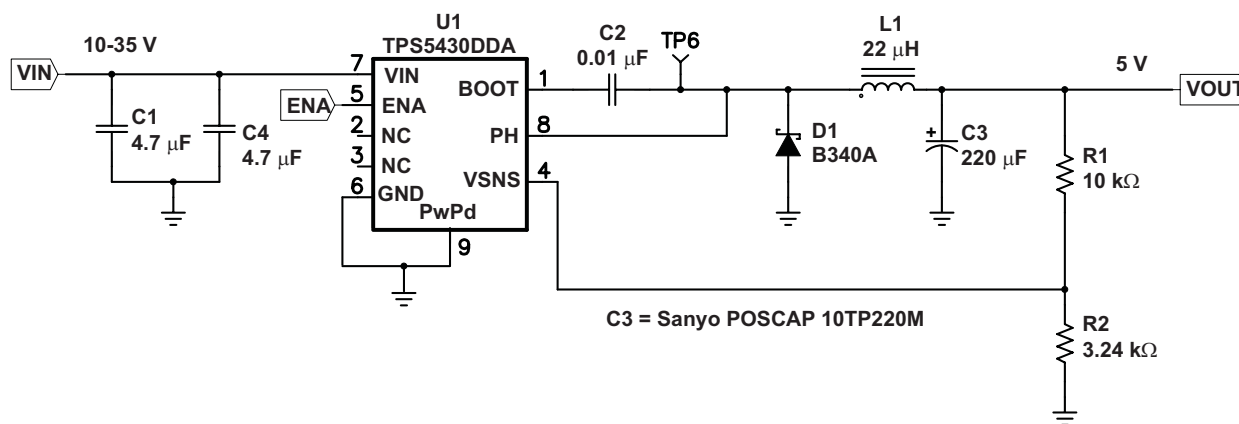 U1
TPS5430DDA
10-35 V
VIN
C1
4.7 μF
C4
4.7 μF
ENA
7
5
2
3
6
VIN
ENA
NC
NC
GND
PwPd
9
BOOT
PH
VSNS
1
8
4
C2
0.01 μF
TP6
D1
B340A
L1
22 μH
+
C3
220 μF
5 V
VOUT
R1
10 kΩ
C3 = Sanyo POSCAP 10TP220M
R2
3.24 kΩ